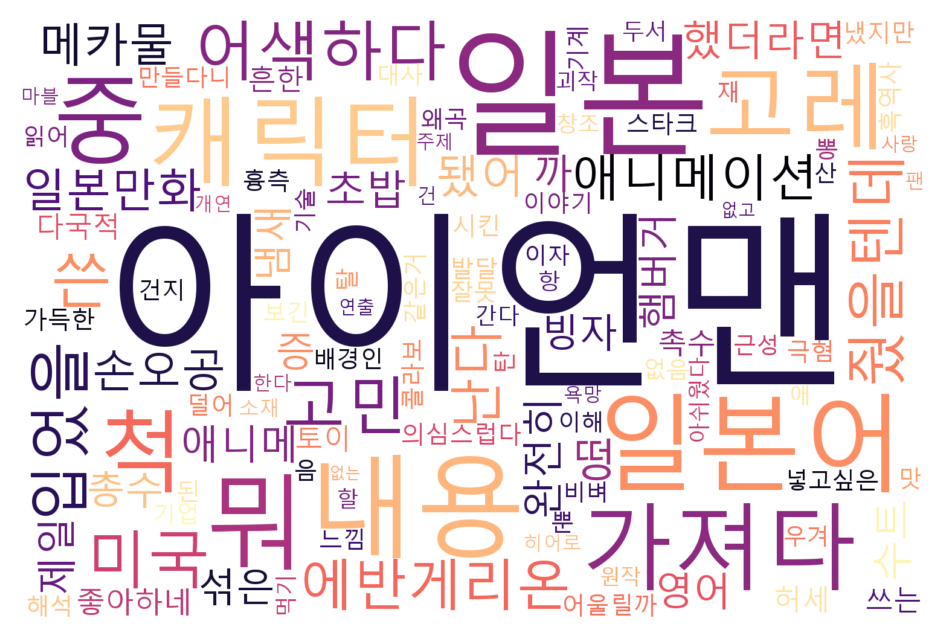 메카물
어색하다
일본
두서
했더라면
냈지만
만들다니
흔한
대사
기계
괴작
재
고레
흑역사
마블
중
캐릭터
왜곡
창조
스타크
읽어
주제
뽕
사랑
일본만화
흉측
초밥
됐어
까
애니메이션
산
팬
개연
기술
건
이야기
없고
다국적
냄새
시킨
햄버거
졌을텐데
쓴
아이언맨
건지
탈
연출
이자
항
같은거
발달
잘못
보긴
간다
빙자
가득한
입었을
손오공
증
배경인
콜라보
난다
탄
촉수
근성
극혐
없음
아쉬웠다
한다
고민
욕망
애
덜어
소재
척
애니메
토이
의심스럽다
완전히
이해
떴
일본오
총수
된
기업
뭐
음
없는
할
내용
비벼
넣고싶은
맛
제일
느낌
뿐
히어로
가져다
우겨
수트
미국
섞은
에반게리온
원작
영어
해석
좋아하네
먹기
어울릴까
허세
쓰는